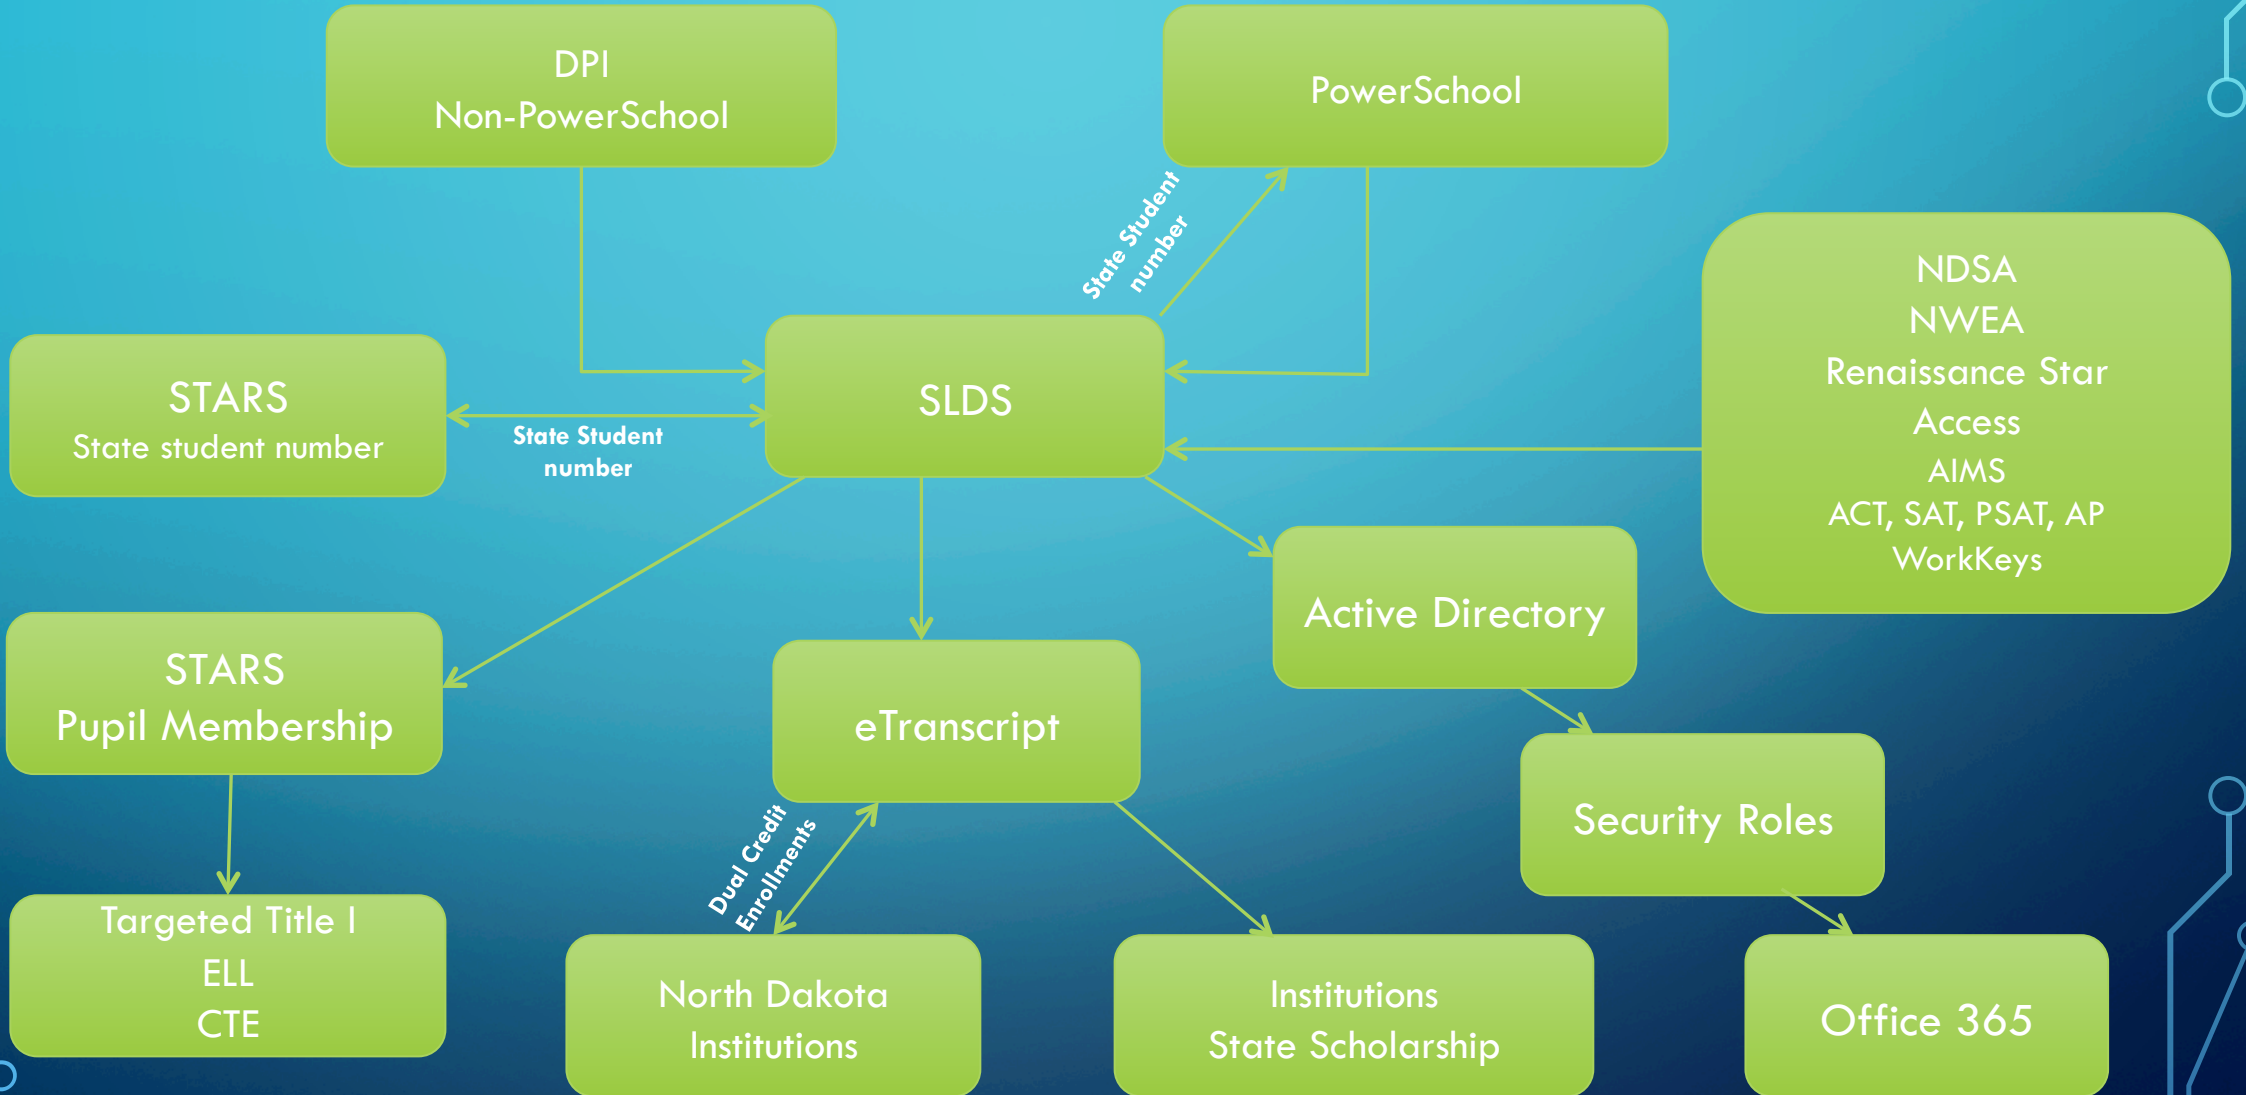 DPI
Non-PowerSchool
PowerSchool
State Student
number
NDSA
NWEA
Renaissance Star
Access
AIMS
ACT, SAT, PSAT, AP
WorkKeys
STARS
State student number
State Student
number
SLDS
Active Directory
STARS
Pupil Membership
eTranscript
Security Roles
Dual Credit
Enrollments
Targeted Title I
ELL
CTE
North Dakota
Institutions
Institutions
State Scholarship
Office 365